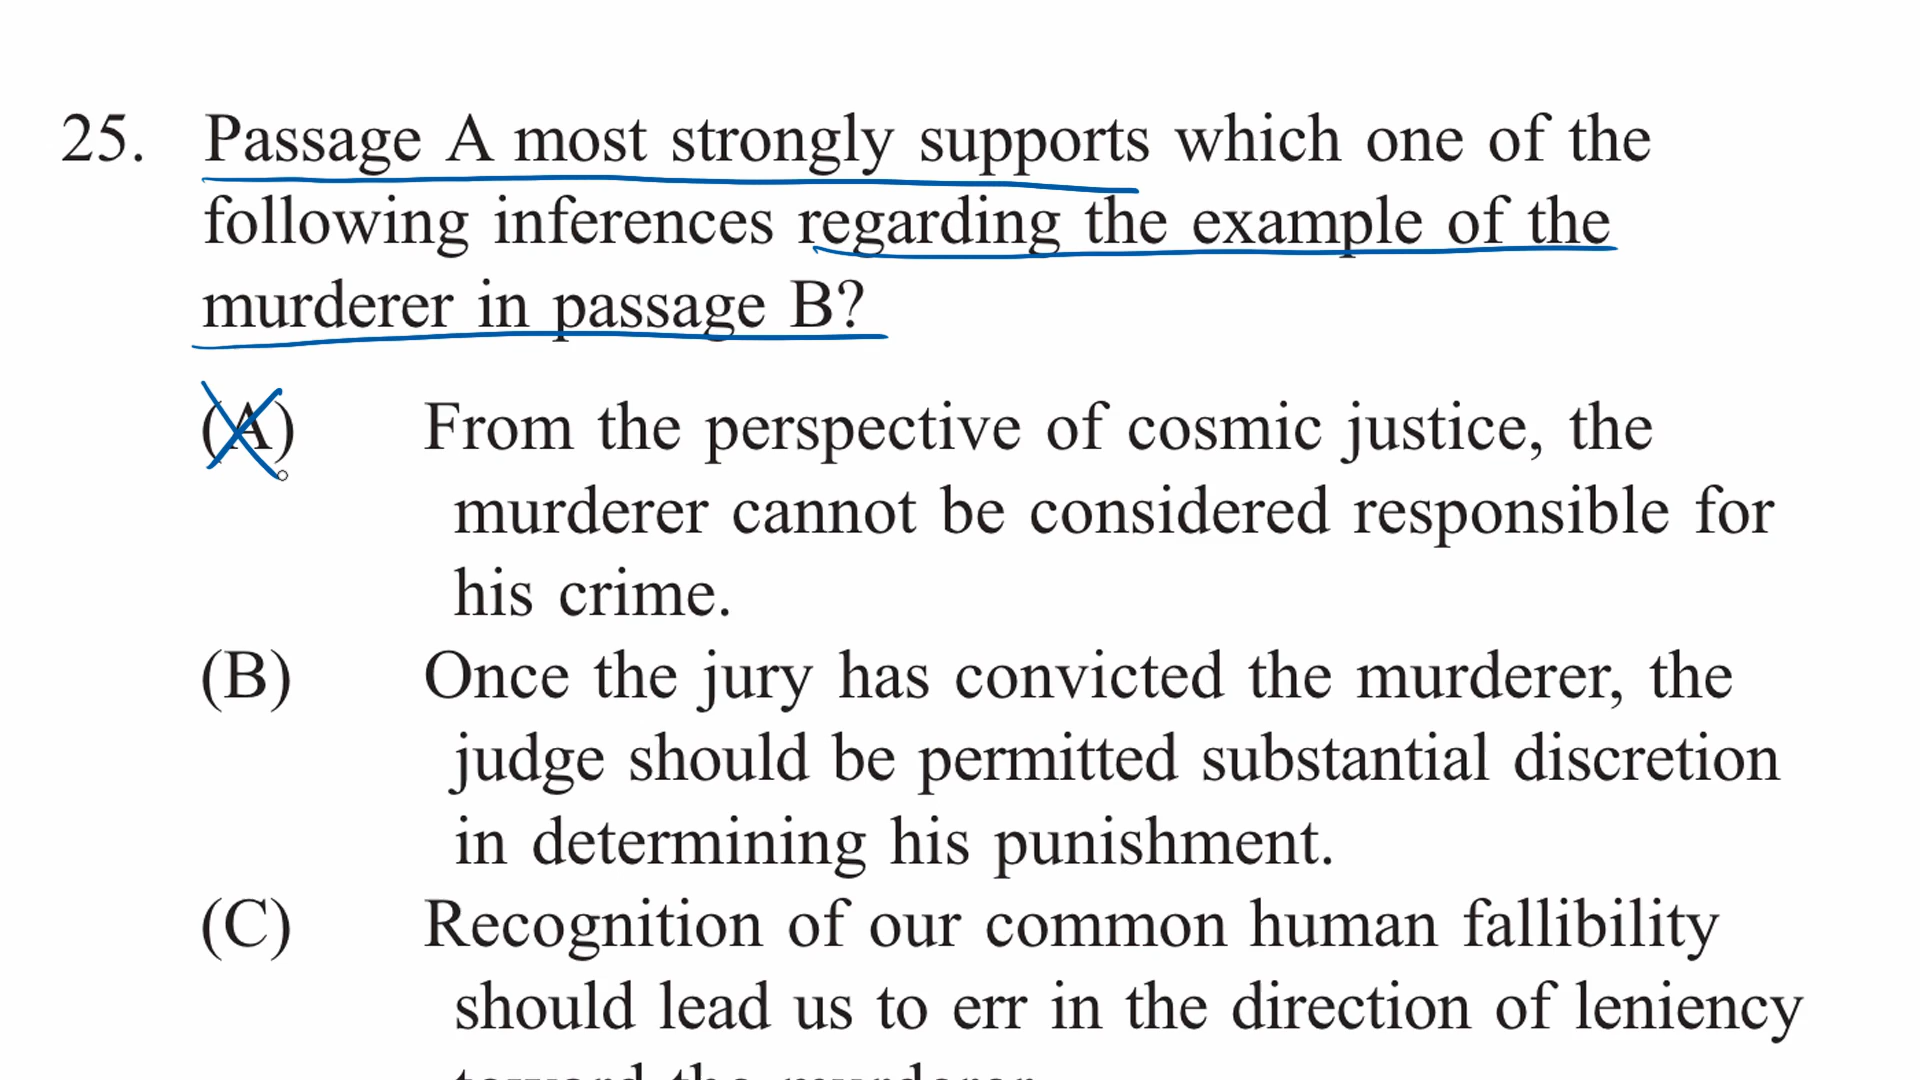 25. Passage A most strongly supports which one of the
following inferences regarding the example of the
murderer in passage B?
(A) From the perspective of cosmic justice, the
murderer cannot be considered responsible for
his crime.
(B) Once the jury has convicted the murderer, the
judge should be permitted substantial discretion
in determining his punishment.
(C) Recognition of our common human fallibility
should lead us to err in the direction of leniency
toward the murderer.